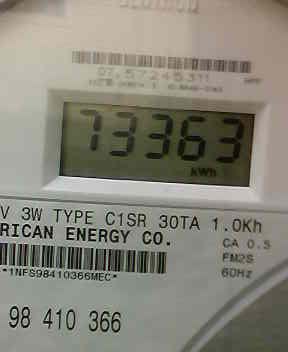 73363
kWh
V 3W TYPE C1SR 30TA 1.0Kh
RICAN ENERGY CO.
CA 0.5
FM2S
60Hz
*1NFS98410366MEC*
98 410 366